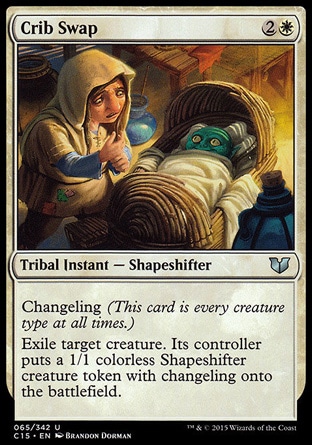 Crib Swap 2
Tribal Instant — Shapeshifter
Changeling (This card is every creature
type at all times.)
Exile target creature. Its controller
puts a 1/1 colorless Shapeshifter
creature token with changeling onto
the battlefield.
065/342 U
C15 • EN Brandon Dorman
™ & © 2015 Wizards of the Coast